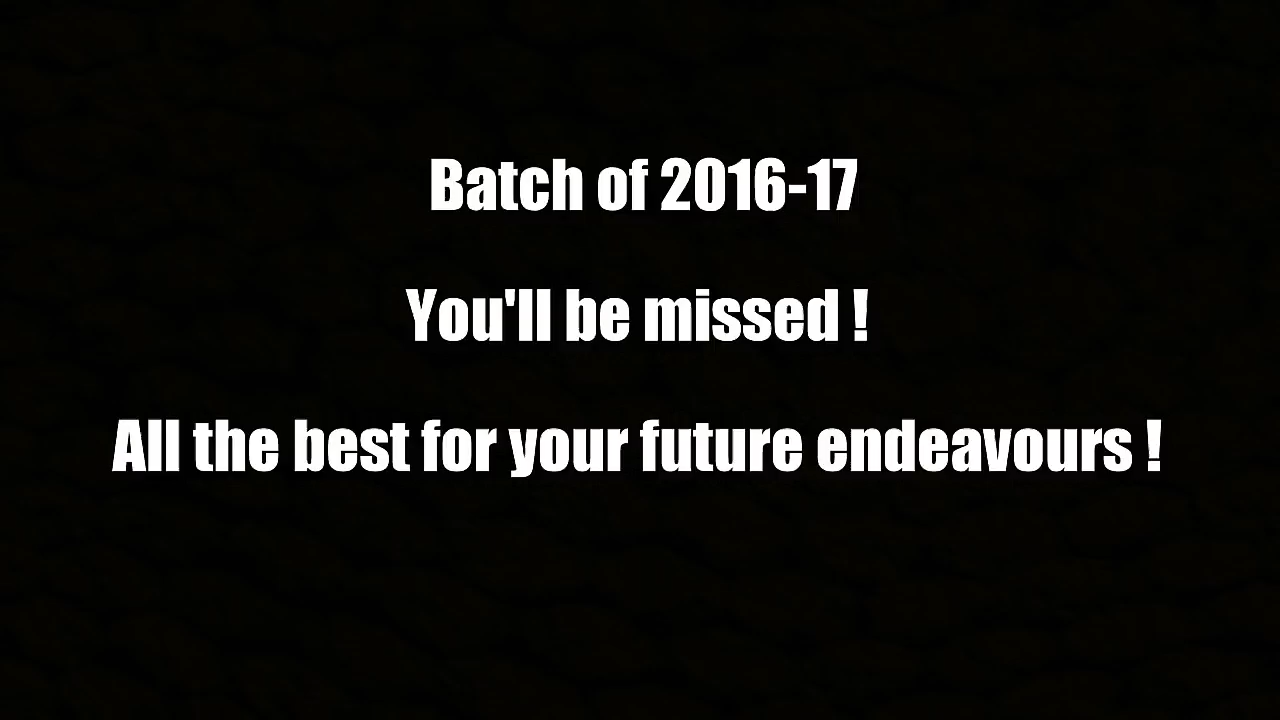 Batch of 2016-17
You'll be missed !
All the best for your future endeavours !